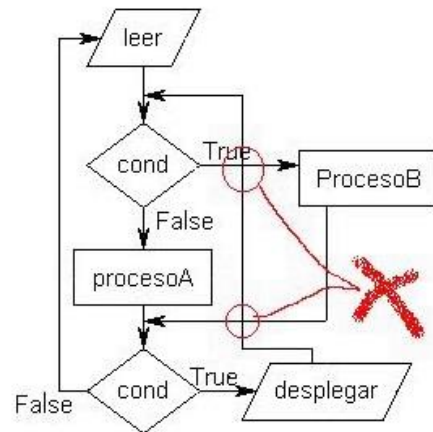 leer
cond
True
ProcesoB
False
procesoA
cond
True
desplegar
False